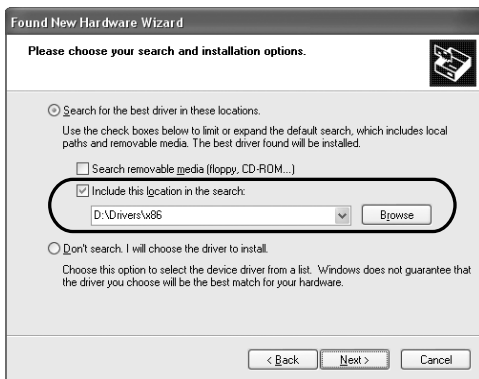 Found New Hardware Wizard
Please choose your search and installation options.
Search for the best driver in these locations.
Use the check boxes below to limit or expand the default search, which includes local
paths and removable media. The best driver found will be installed.
Search removable media (floppy, CD-ROM...)
Include this location in the search:
D:\Drivers\x86
Browse
Don't search. I will choose the driver to install.
Choose this option to select the device driver from a list. Windows does not guarantee that
the driver you choose will be the best match for your hardware.
< Back Next > Cancel